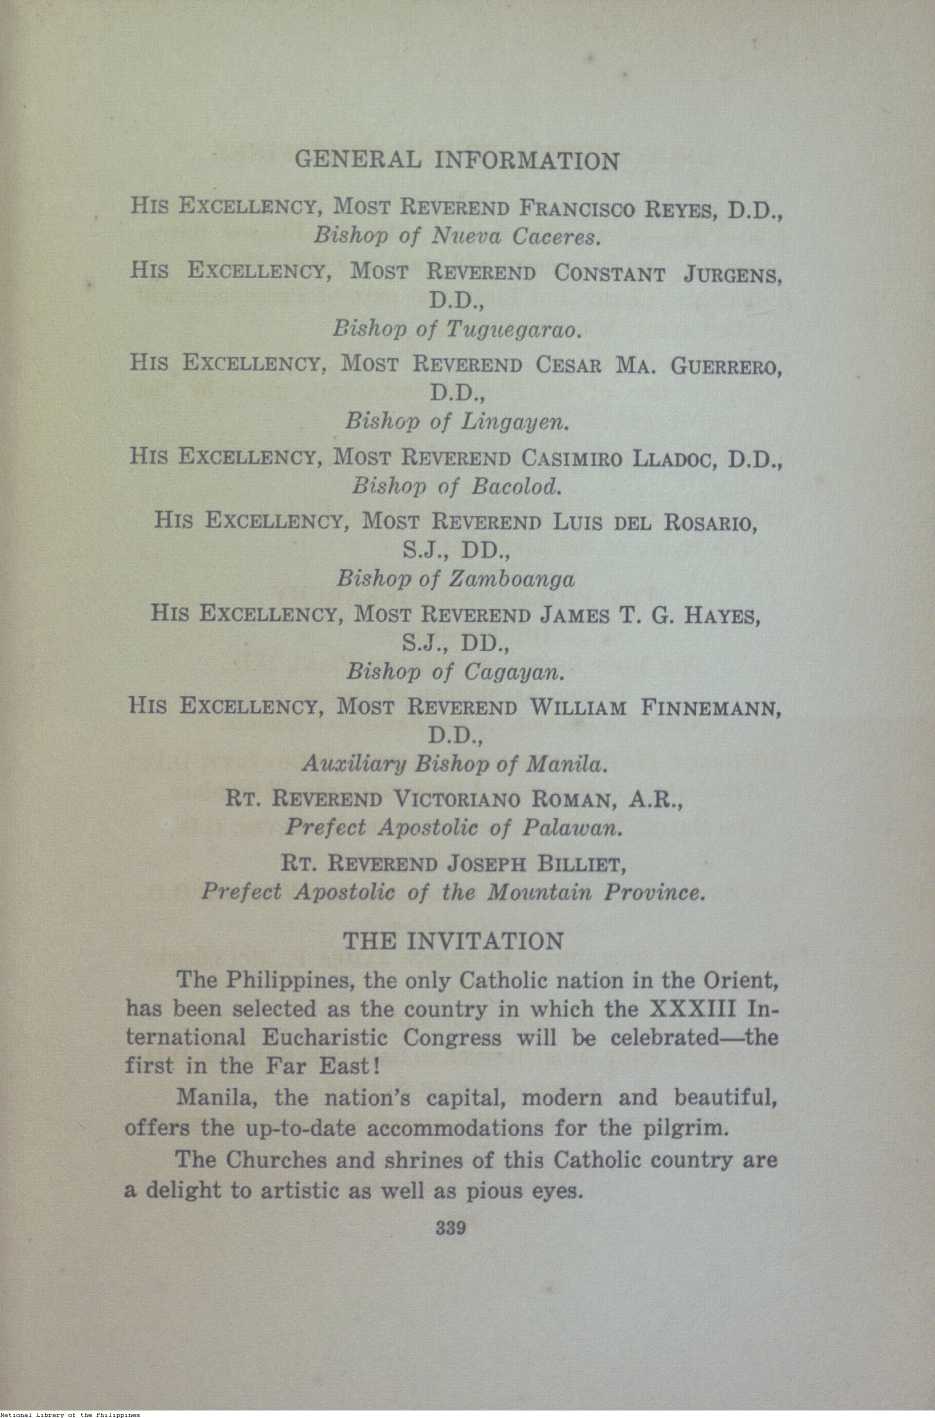 GENERAL INFORMATION
HIS EXCELLENCY, MOST REVEREND FRANCISCO REYES, D.D.,
Bishop of Nueva Caceres.
HIS EXCELLENCY, MOST REVEREND CONSTANT JURGENS,
D.D.,
Bishop of Tuguegarao.
HIS EXCELLENCY, MOST REVEREND CESAR MA. GUERRERO,
D.D.,
Bishop of Lingayen.
HIS EXCELLENCY, MOST REVEREND CASIMIRO LLADOC, D.D.,
Bishop of Bacolod.
HIS EXCELLENCY, MOST REVEREND LUIS DEL ROSARIO,
S.J., DD.,
Bishop of Zamboanga
HIS EXCELLENCY, MOST REVEREND JAMES T. G. HAYES,
S.J., DD.,
Bishop of Cagayan.
HIS EXCELLENCY, MOST REVEREND WILLIAM FINNEMANN,
D.D.,
Auxiliary Bishop of Manila.
RT. REVEREND VICTORIANO ROMAN, A.R.,
Prefect Apostolic of Palawan.
RT. REVEREND JOSEPH BILLIET,
Prefect Apostolic of the Mountain Province.
THE INVITATION
The Philippines, the only Catholic nation in the Orient,
has been selected as the country in which the XXXIII In-
ternational Eucharistic Congress will be celebrated—the
first in the Far East!
Manila, the nation's capital, modern and beautiful,
offers the up-to-date accommodations for the pilgrim.
The Churches and shrines of this Catholic country are
a delight to artistic as well as pious eyes.
339
National Library of the Philippines